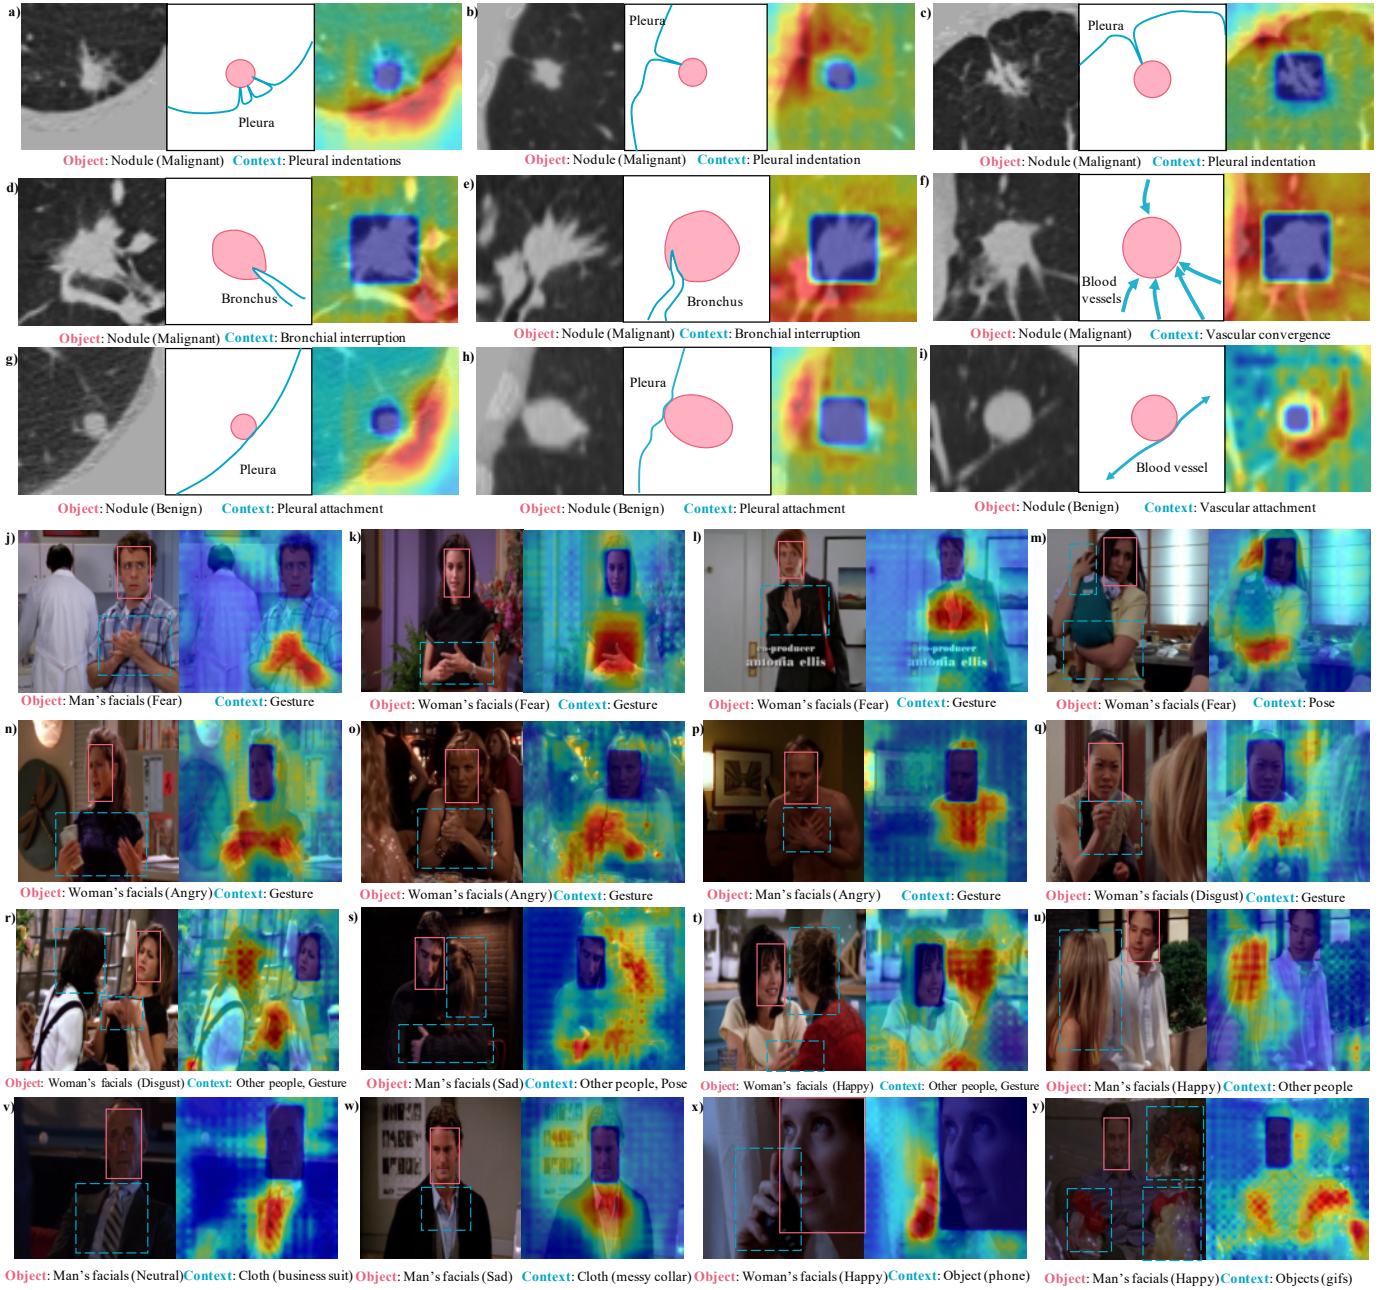 a)
b)
c)
Pleura
Pleura
Pleura
Object: Nodule (Malignant) Context: Pleural indentations
Object: Nodule (Malignant) Context: Pleural indentation
Object: Nodule (Malignant) Context: Pleural indentation
d)
e)
f)
Bronchus
Bronchus
Blood
vessels
Object: Nodule (Malignant) Context: Bronchial interruption
Object: Nodule (Malignant) Context: Bronchial interruption
Object: Nodule (Malignant) Context: Vascular convergence
g)
h)
i)
Pleura
Pleura
Blood vessel
Object: Nodule (Benign) Context: Pleural attachment
Object: Nodule (Benign) Context: Pleural attachment
Object: Nodule (Benign) Context: Vascular attachment
j)
k)
l)
m)
co-producer
antonia ellis
co-producer
antonia ellis
Object: Man's facials (Fear) Context: Gesture
Object: Woman's facials (Fear) Context: Gesture
Object: Woman's facials (Fear) Context: Gesture
Object: Woman's facials (Fear) Context: Pose
n)
o)
p)
q)
Object: Woman's facials (Angry) Context: Gesture
Object: Woman's facials (Angry) Context: Gesture
Object: Man's facials (Angry) Context: Gesture
Object: Woman's facials (Disgust) Context: Gesture
r)
s)
t)
u)
Object: Woman's facials (Disgust) Context: Other people, Gesture
Object: Man's facials (Sad) Context: Other people, Pose
Object: Woman's facials (Happy) Context: Other people, Gesture
Object: Man's facials (Happy) Context: Other people
v)
w)
x)
y)
Object: Man's facials (Neutral) Context: Cloth (business suit)
Object: Man's facials (Sad) Context: Cloth (messy collar)
Object: Woman's facials (Happy) Context: Object (phone)
Object: Man's facials (Happy) Context: Objects (gifs)